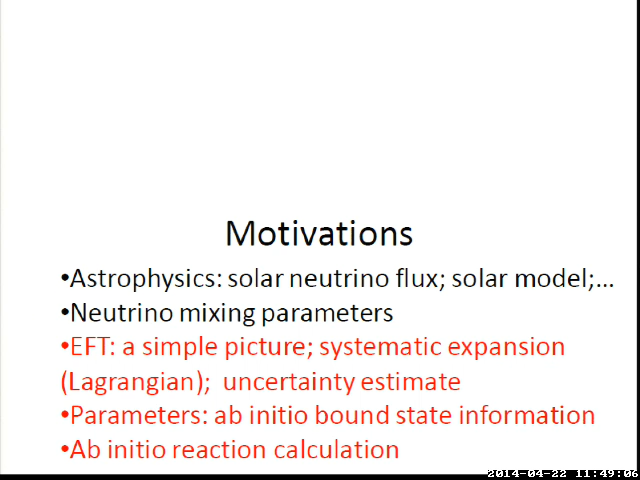 Motivations
•Astrophysics: solar neutrino flux; solar model;...
•Neutrino mixing parameters
•EFT: a simple picture; systematic expansion
(Lagrangian); uncertainty estimate
•Parameters: ab initio bound state information
•Ab initio reaction calculation
2014-04-22 11:49:06